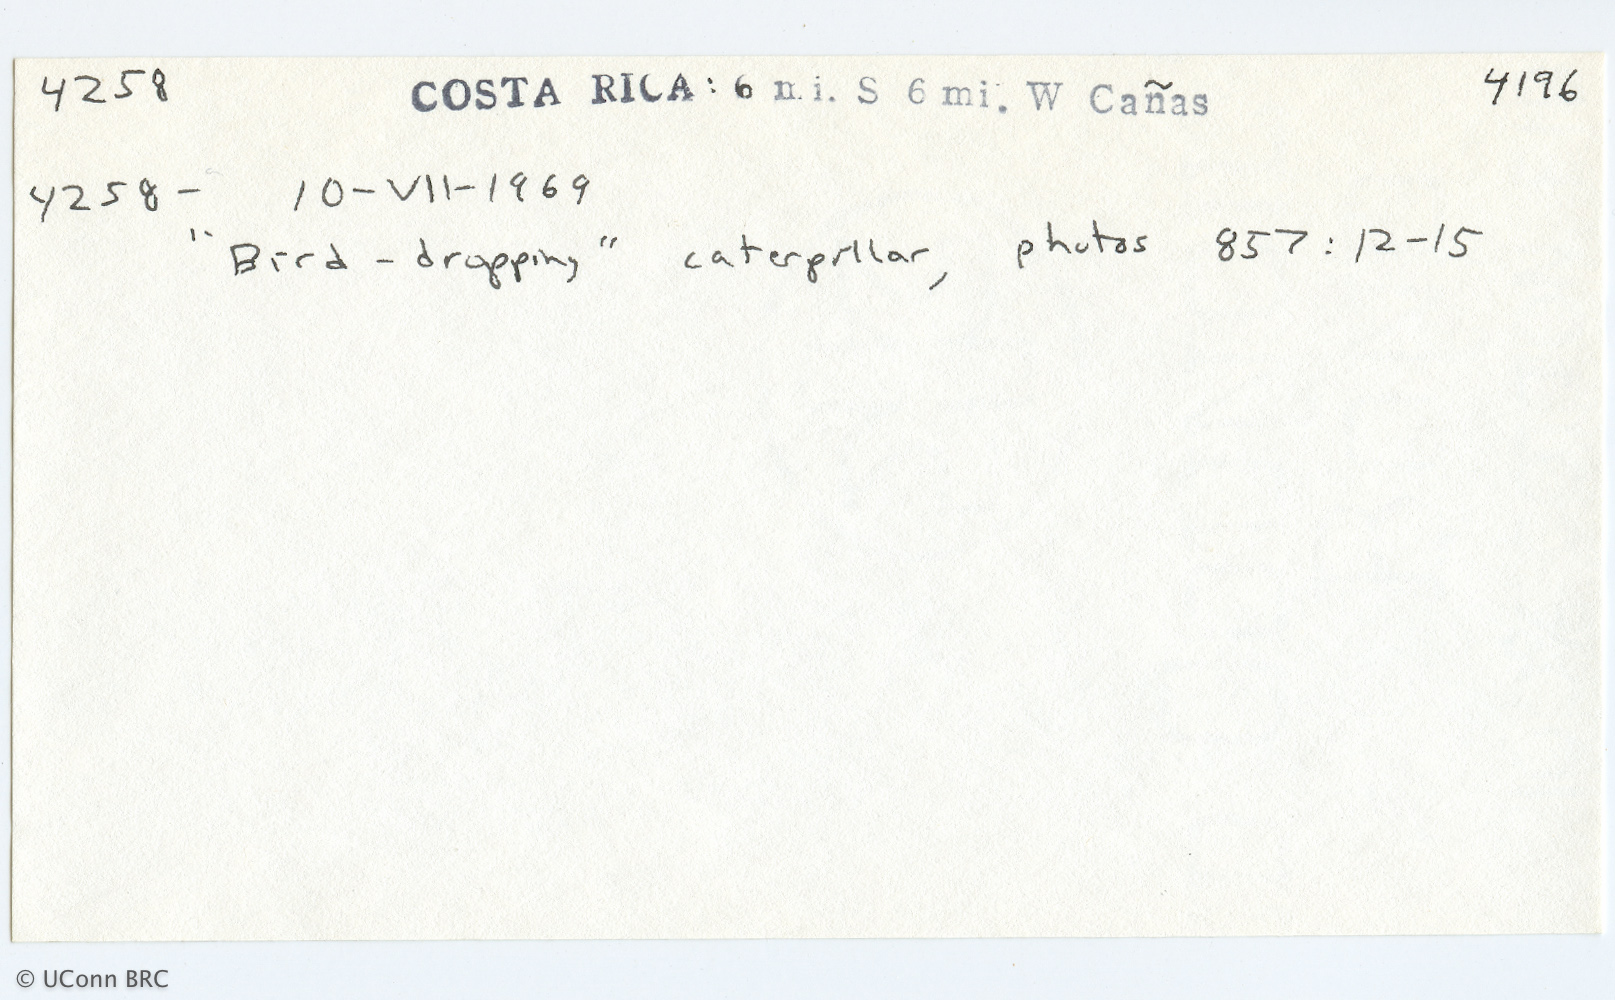 4258 COSTA RICA: 6 mi. S 6 mi. W Cañas 4196
4258- 10-VII-1969
"Bird-dropping" caterpillar, photos 857:12-15
© UConn BRC